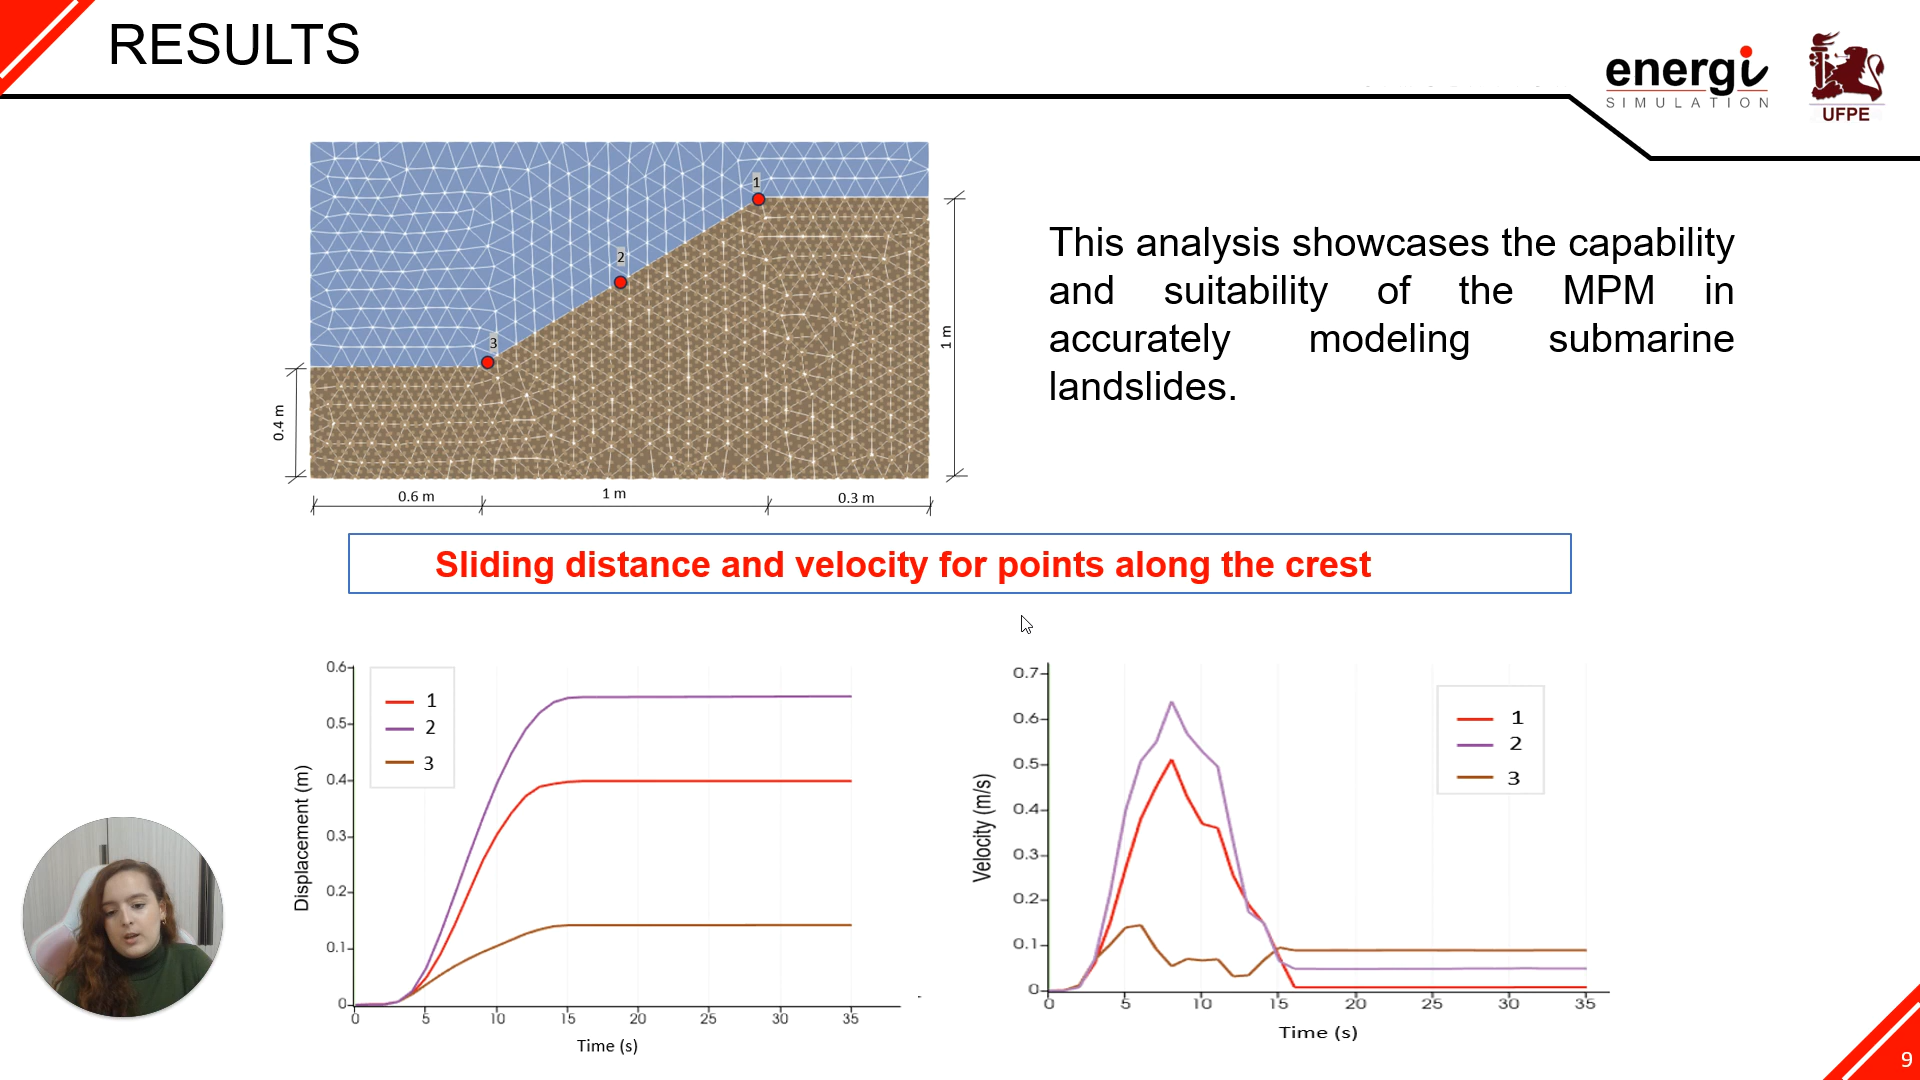 RESULTS
energi
SIMULATION
UFPE
1
2
3
0.4 m
1 m
0.6 m
1 m
0.3 m
This analysis showcases the capability
and suitability of the MPM in
accurately modeling submarine
landslides.
Sliding distance and velocity for points along the crest
0.6
0.5
0.4
0.3
0.2
0.1
0
Displacement (m)
1
2
3
0 5 10 15 20 25 30 35
Time (s)
0.7
0.6
0.5
0.4
0.3
0.2
0.1
0
Velocity (m/s)
1
2
3
0 5 10 15 20 25 30 35
Time (s)
9